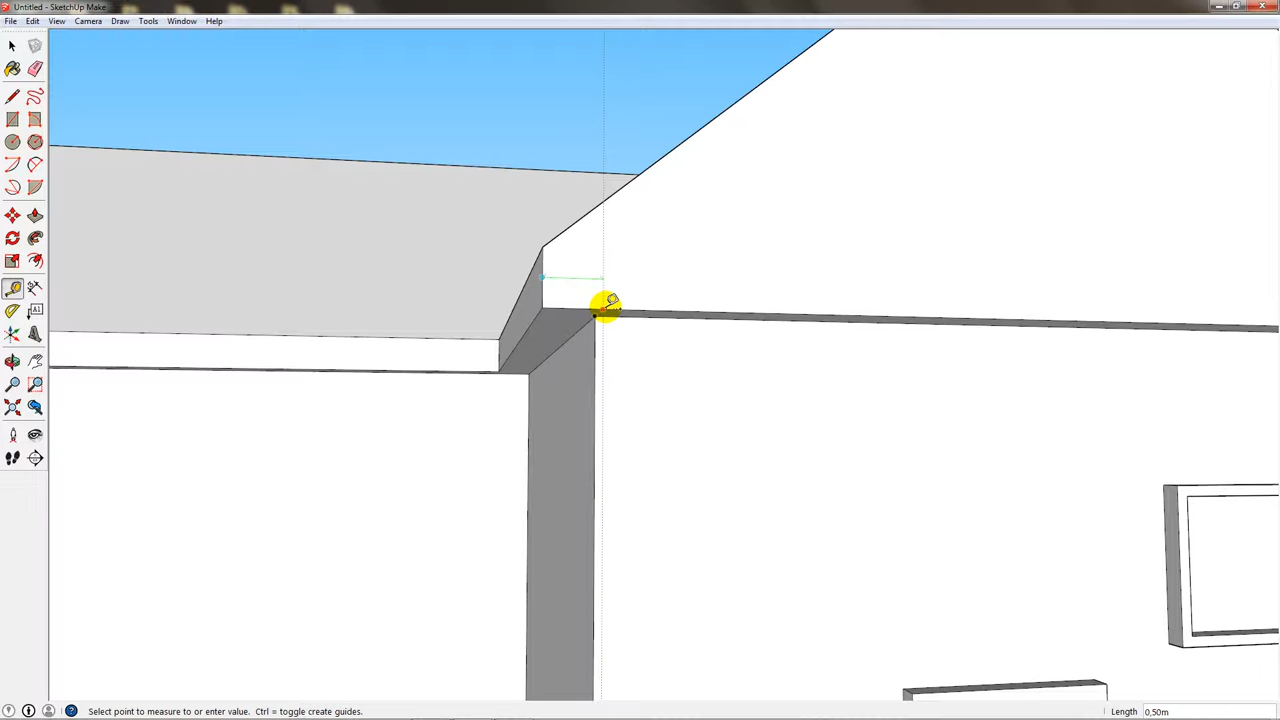 Untitled - SketchUp Make
File Edit View Camera Draw Tools Window Help
A1
Select point to measure to or enter value. Ctrl = toggle create guides.
Length 0,50m